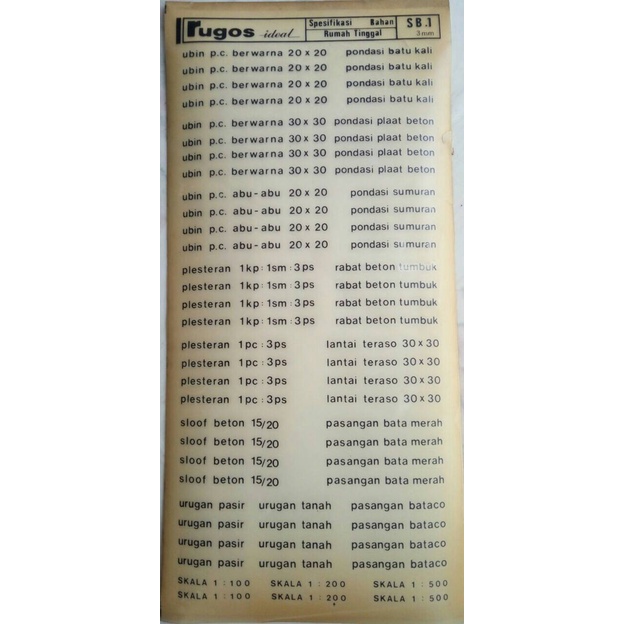 rugos ideal Spesifikasi Bahan Rumah Tinggal SB.1 3mm
ubin p.c. berwarna 20 x 20 pondasi batu kali
ubin p.c. berwarna 20 x 20 pondasi batu kali
ubin p.c. berwarna 20 x 20 pondasi batu kali
ubin p.c. berwarna 20 x 20 pondasi batu kali
ubin p.c. berwarna 30 x 30 pondasi plaat beton
ubin p.c. berwarna 30 x 30 pondasi plaat beton
ubin p.c. berwarna 30 x 30 pondasi plaat beton
ubin p.c. berwarna 30 x 30 pondasi plaat beton
ubin p.c. abu-abu 20 x 20 pondasi sumuran
ubin p.c. abu-abu 20 x 20 pondasi sumuran
ubin p.c. abu-abu 20 x 20 pondasi sumuran
ubin p.c. abu-abu 20 x 20 pondasi sumuran
plesteran 1kp : 1sm : 3ps rabat beton tumbuk
plesteran 1kp : 1sm : 3ps rabat beton tumbuk
plesteran 1kp : 1sm : 3ps rabat beton tumbuk
plesteran 1kp : 1sm : 3ps rabat beton tumbuk
plesteran 1pc : 3ps lantai teraso 30 x 30
plesteran 1pc : 3ps lantai teraso 30 x 30
plesteran 1pc : 3ps lantai teraso 30 x 30
plesteran 1pc : 3ps lantai teraso 30 x 30
sloof beton 15/20 pasangan bata merah
sloof beton 15/20 pasangan bata merah
sloof beton 15/20 pasangan bata merah
sloof beton 15/20 pasangan bata merah
urugan pasir urugan tanah pasangan bataco
urugan pasir urugan tanah pasangan bataco
urugan pasir urugan tanah pasangan bataco
urugan pasir urugan tanah pasangan bataco
SKALA 1 : 100 SKALA 1 : 200 SKALA 1 : 500
SKALA 1 : 100 SKALA 1 : 200 SKALA 1 : 500